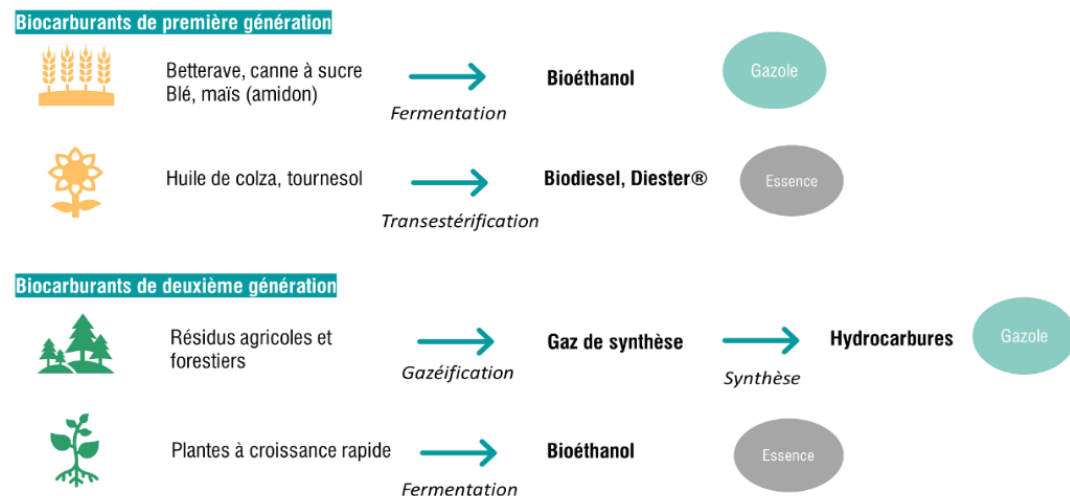 Biocarburants de première génération
Betterave, canne à sucre
Blé, maïs (amidon)
Fermentation
Bioéthanol
Gazole
Huile de colza, tournesol
Transestérification
Biodiesel, Diester®
Essence
Biocarburants de deuxième génération
Résidus agricoles et
forestiers
Gazéification
Gaz de synthèse
Synthèse
Hydrocarbures
Gazole
Plantes à croissance rapide
Fermentation
Bioéthanol
Essence